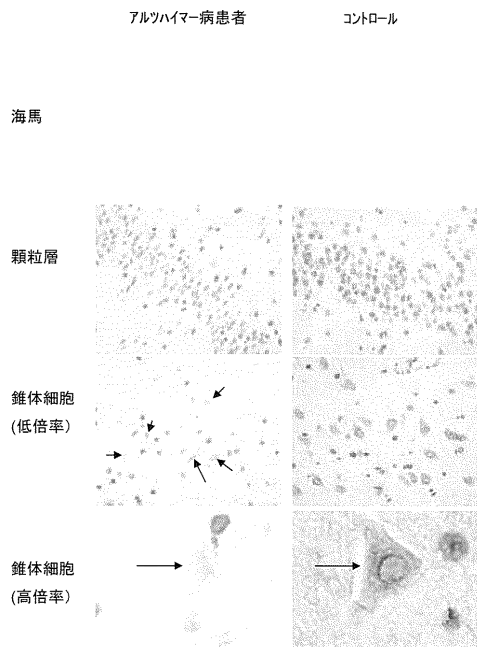 アルツハイマー病患者 コントロール
海馬
顆粒層
錐体細胞
(低倍率)
錐体細胞
(高倍率)